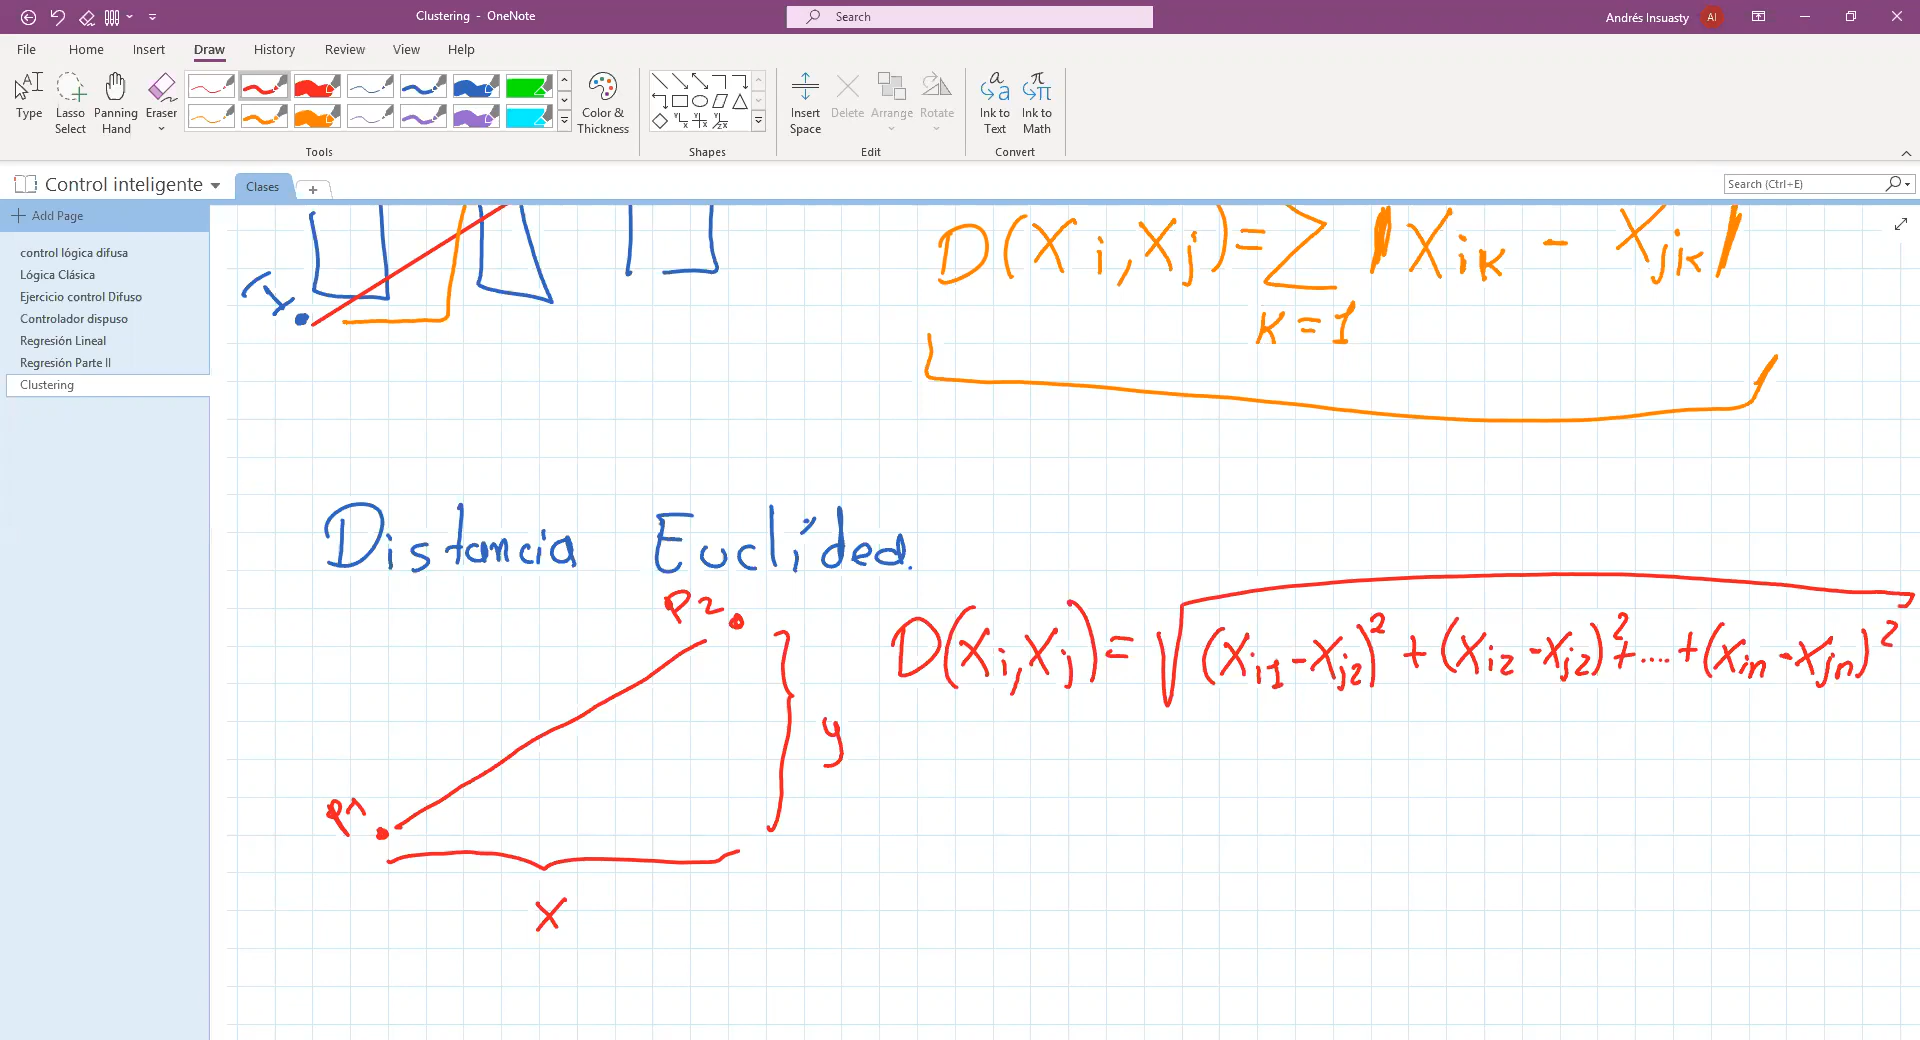 Clustering - OneNote
Search
Andrés Insuasty
AI
File Home Insert Draw History Review View Help
Type
Lasso Select
Panning Hand
Eraser
Color & Thickness
Insert Space
Delete
Arrange
Rotate
Ink to Text
Ink to Math
Tools
Shapes
Edit
Convert
Control inteligente
Clases
Search (Ctrl+E)
Add Page
control lógica difusa
Lógica Clásica
Ejercicio control Difuso
Controlador dispuso
Regresión Lineal
Regresión Parte II
Clustering
D(Xi, Xj) = Σ |Xik - Xjk|
K=1
Distancia Euclídea.
P2
D(Xi, Xj) = √(Xi1 - Xj2)² + (Xi2 - Xj2)² + .... + (Xin - Xjn)²
y
P1
X